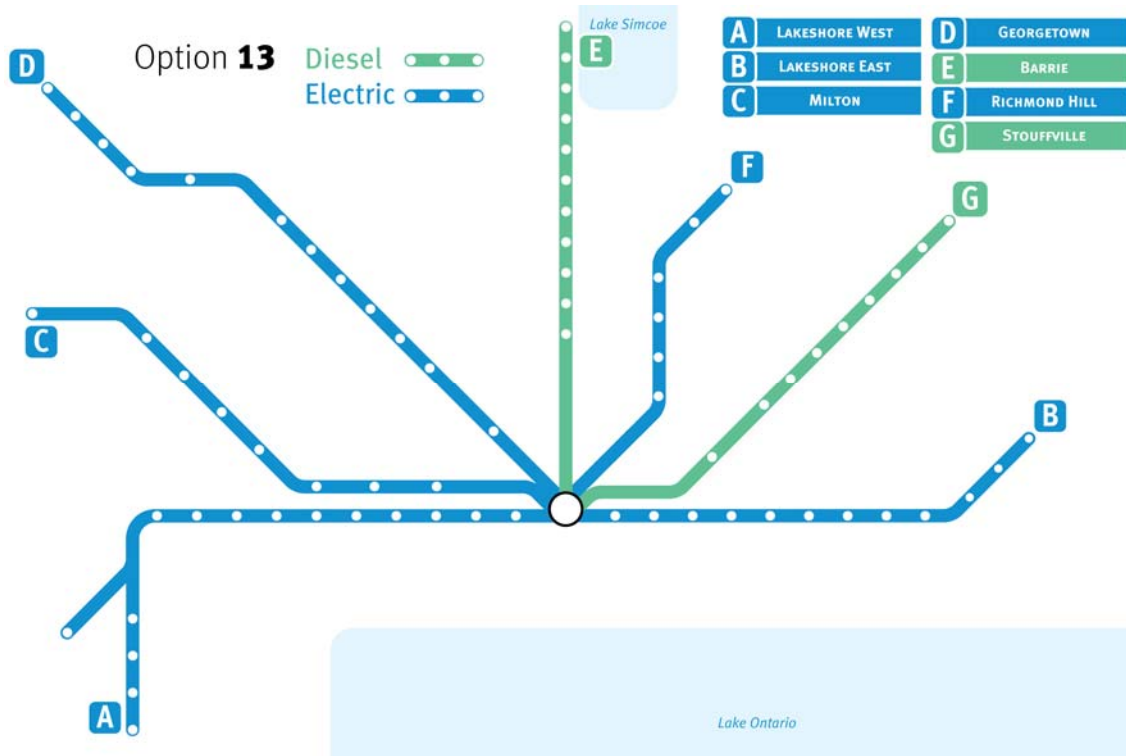 Option 13
Diesel
Electric
Lake Simcoe
A LAKESHORE WEST
B LAKESHORE EAST
C MILTON
D GEORGETOWN
E BARRIE
F RICHMOND HILL
G STOUFFVILLE
D
E
F
G
C
B
A
Lake Ontario